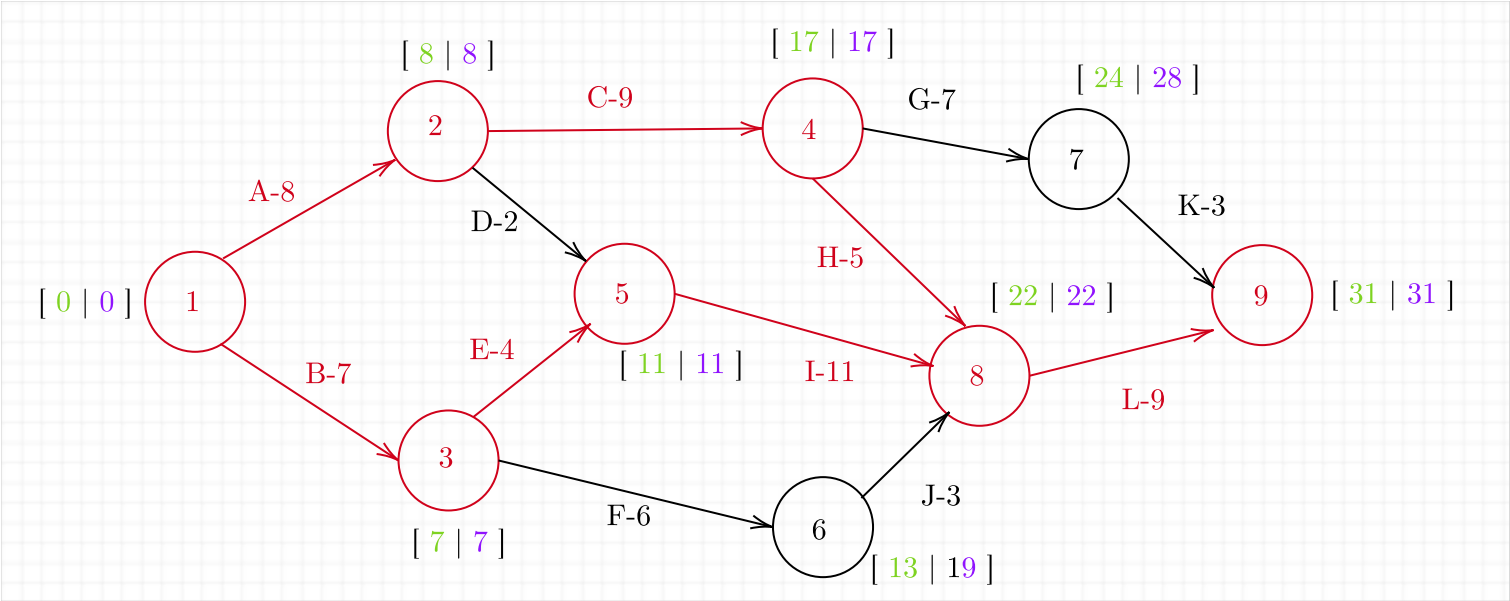 [ 8 | 8 ]
[ 17 | 17 ]
[ 24 | 28 ]
C-9
G-7
2
4
7
A-8
D-2
K-3
H-5
[ 0 | 0 ]
1
5
[ 22 | 22 ]
9
[ 31 | 31 ]
E-4
[ 11 | 11 ]
B-7
I-11
8
L-9
3
J-3
F-6
6
[ 7 | 7 ]
[ 13 | 19 ]